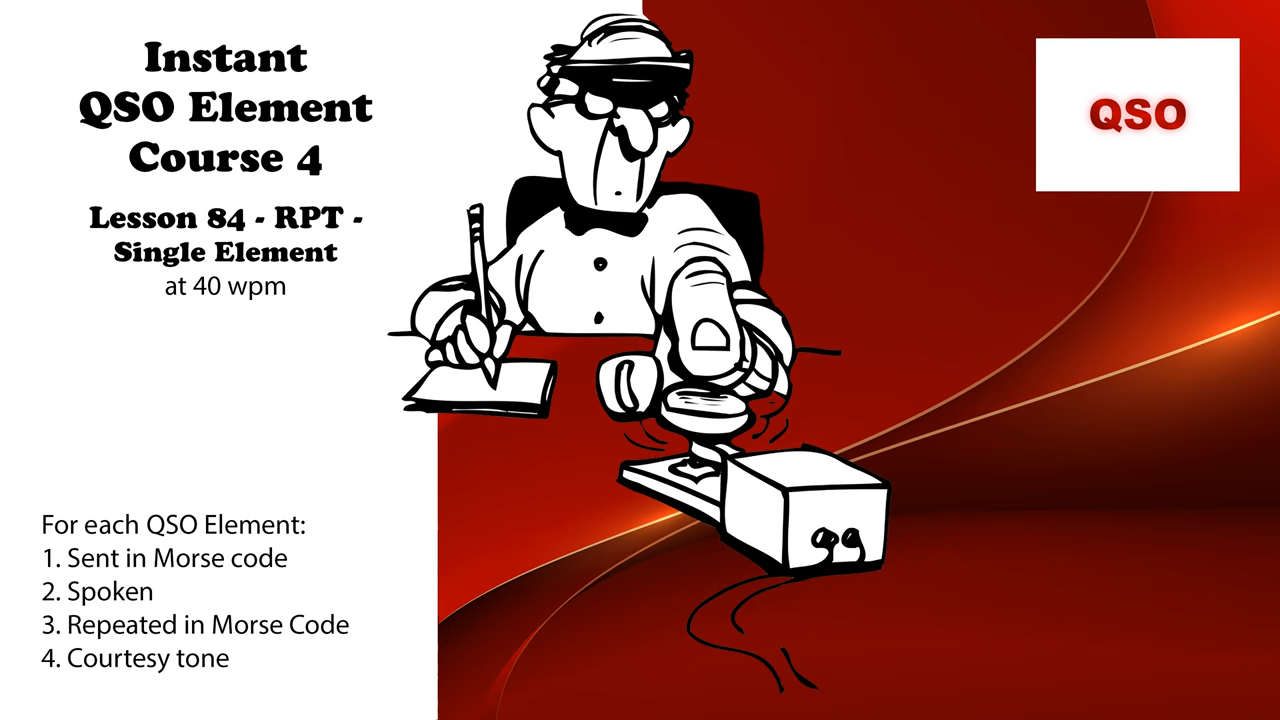 Instant
QSO Element
Course 4
Lesson 84 - RPT -
Single Element
at 40 wpm
QSO
For each QSO Element:
1. Sent in Morse code
2. Spoken
3. Repeated in Morse Code
4. Courtesy tone